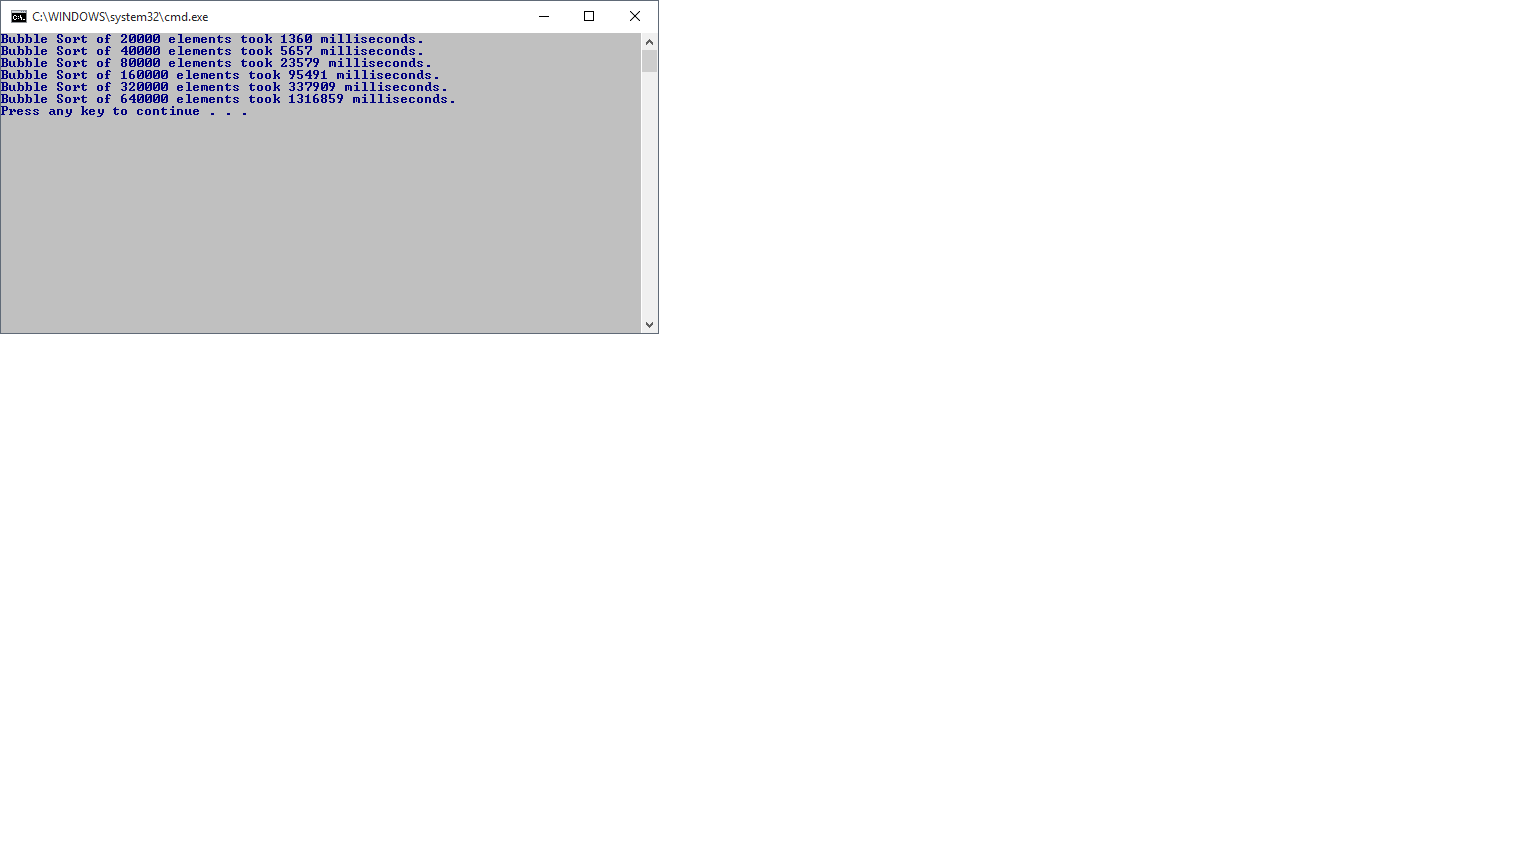 C:\WINDOWS\system32\cmd.exe
Bubble Sort of 20000 elements took 1360 milliseconds.
Bubble Sort of 40000 elements took 5657 milliseconds.
Bubble Sort of 80000 elements took 23579 milliseconds.
Bubble Sort of 160000 elements took 95491 milliseconds.
Bubble Sort of 320000 elements took 337909 milliseconds.
Bubble Sort of 640000 elements took 1316859 milliseconds.
Press any key to continue . . .